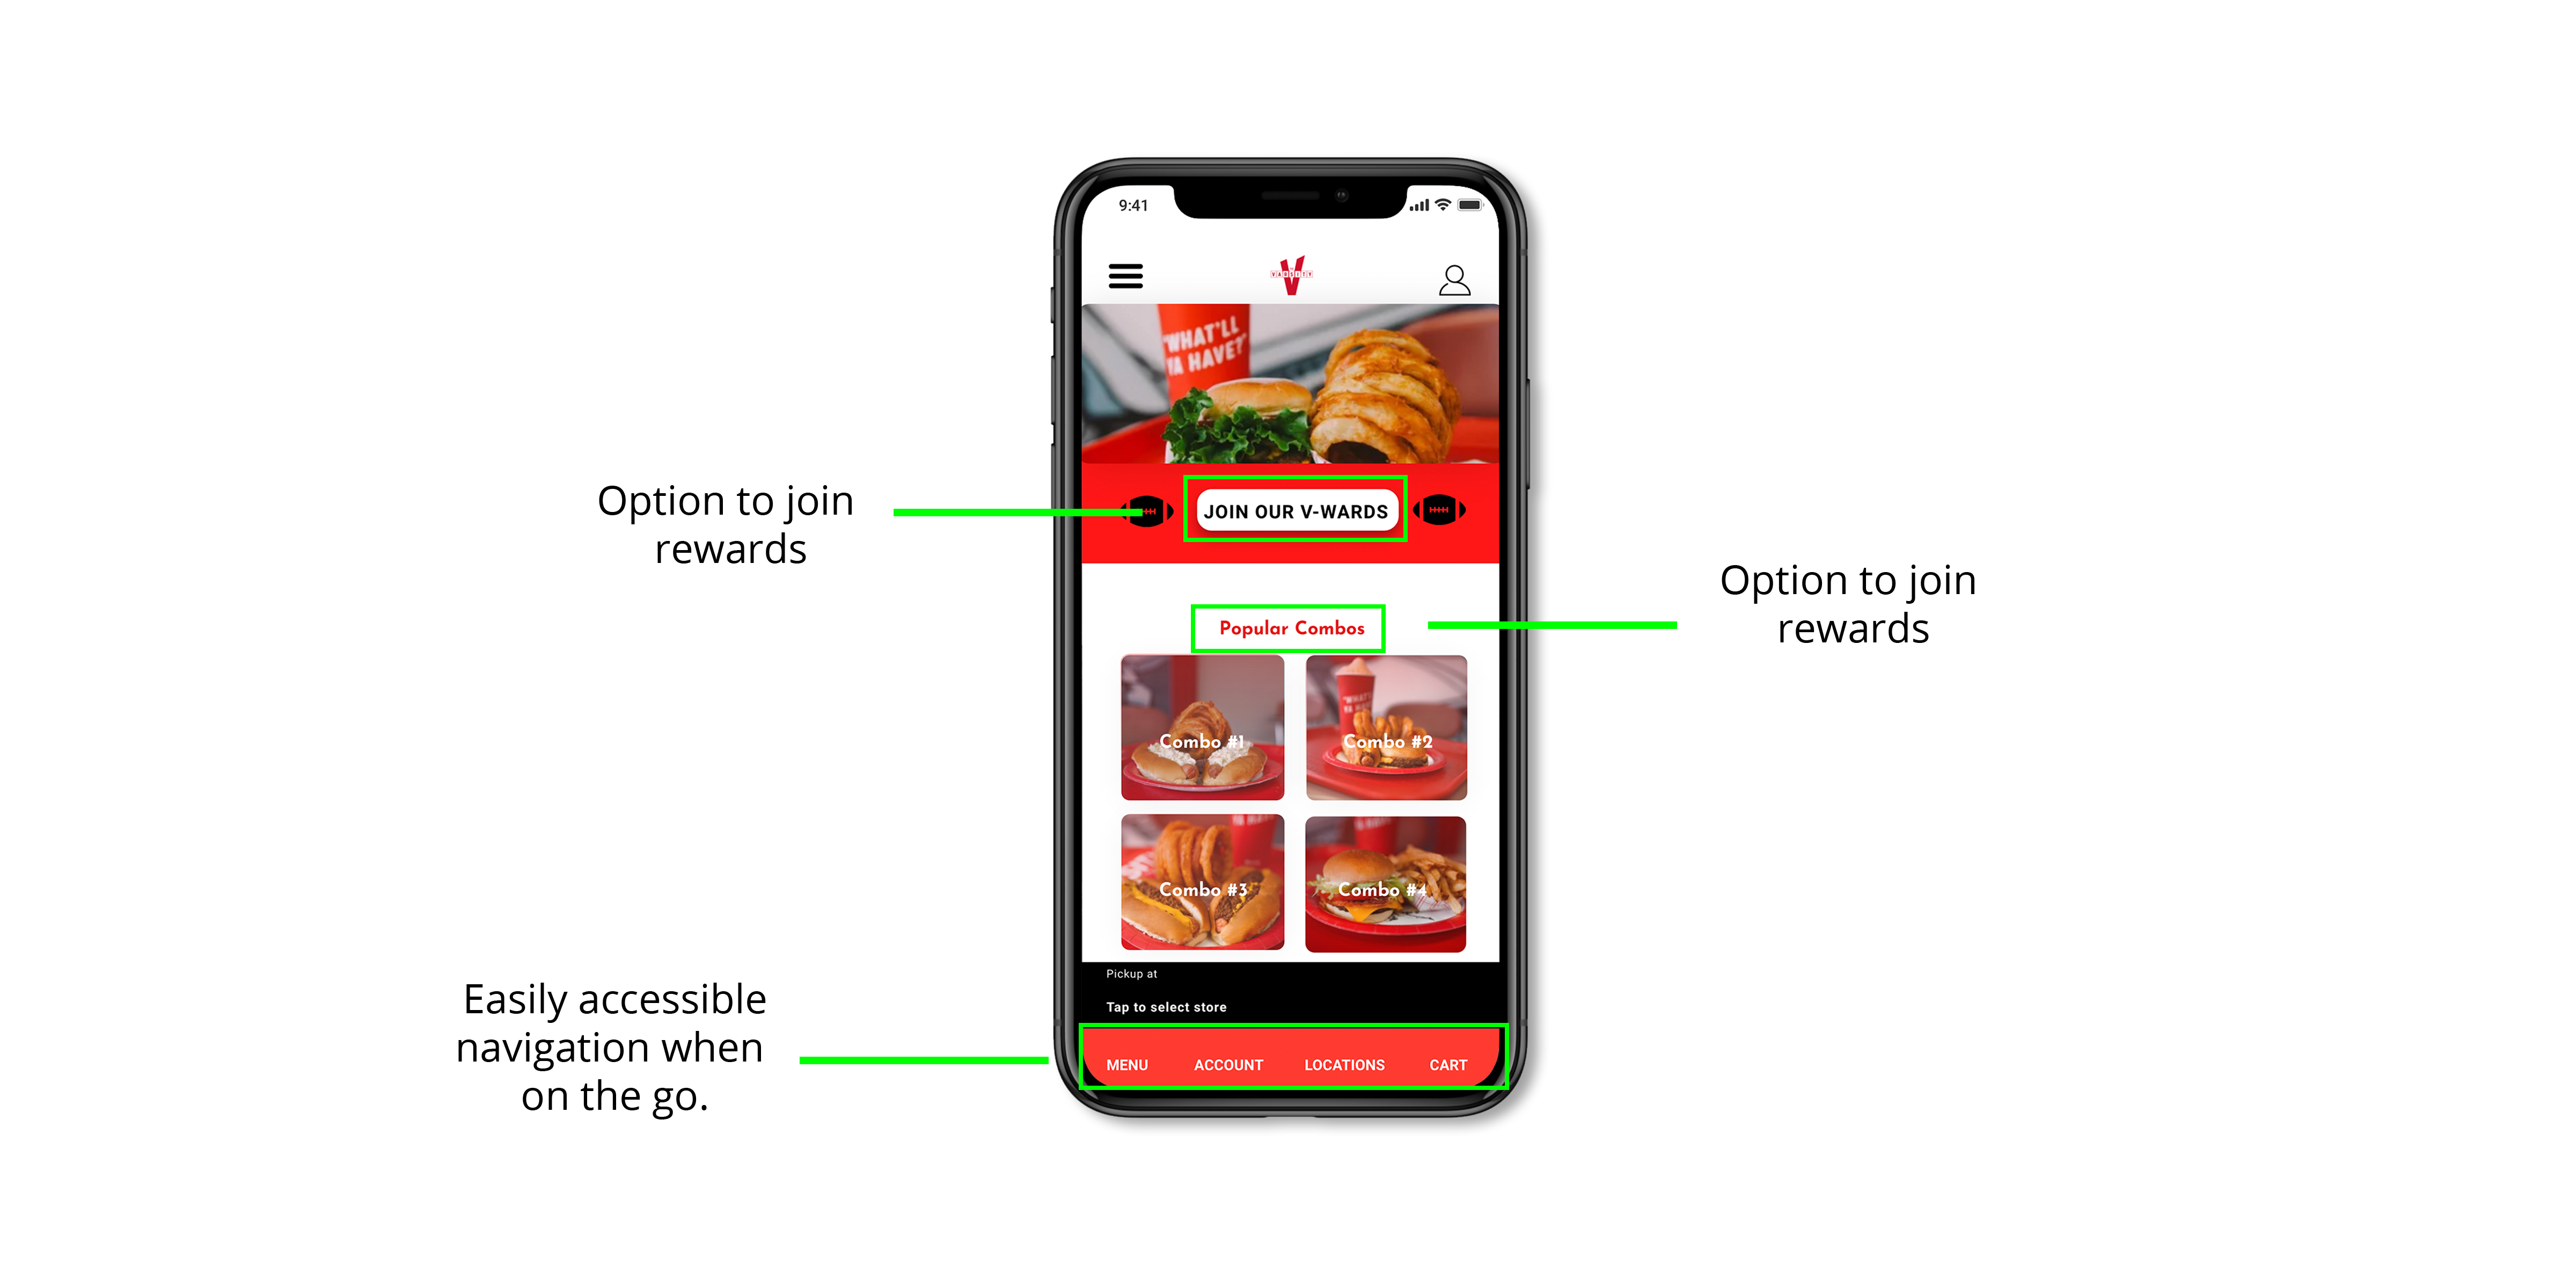 9:41
VARSITY
"WHAT'LL
YA HAVE?"
Option to join
rewards
JOIN OUR V-WARDS
Option to join
rewards
Popular Combos
Combo #1
Combo #2
Combo #3
Combo #4
Pickup at
Tap to select store
Easily accessible
navigation when
on the go.
MENU ACCOUNT LOCATIONS CART